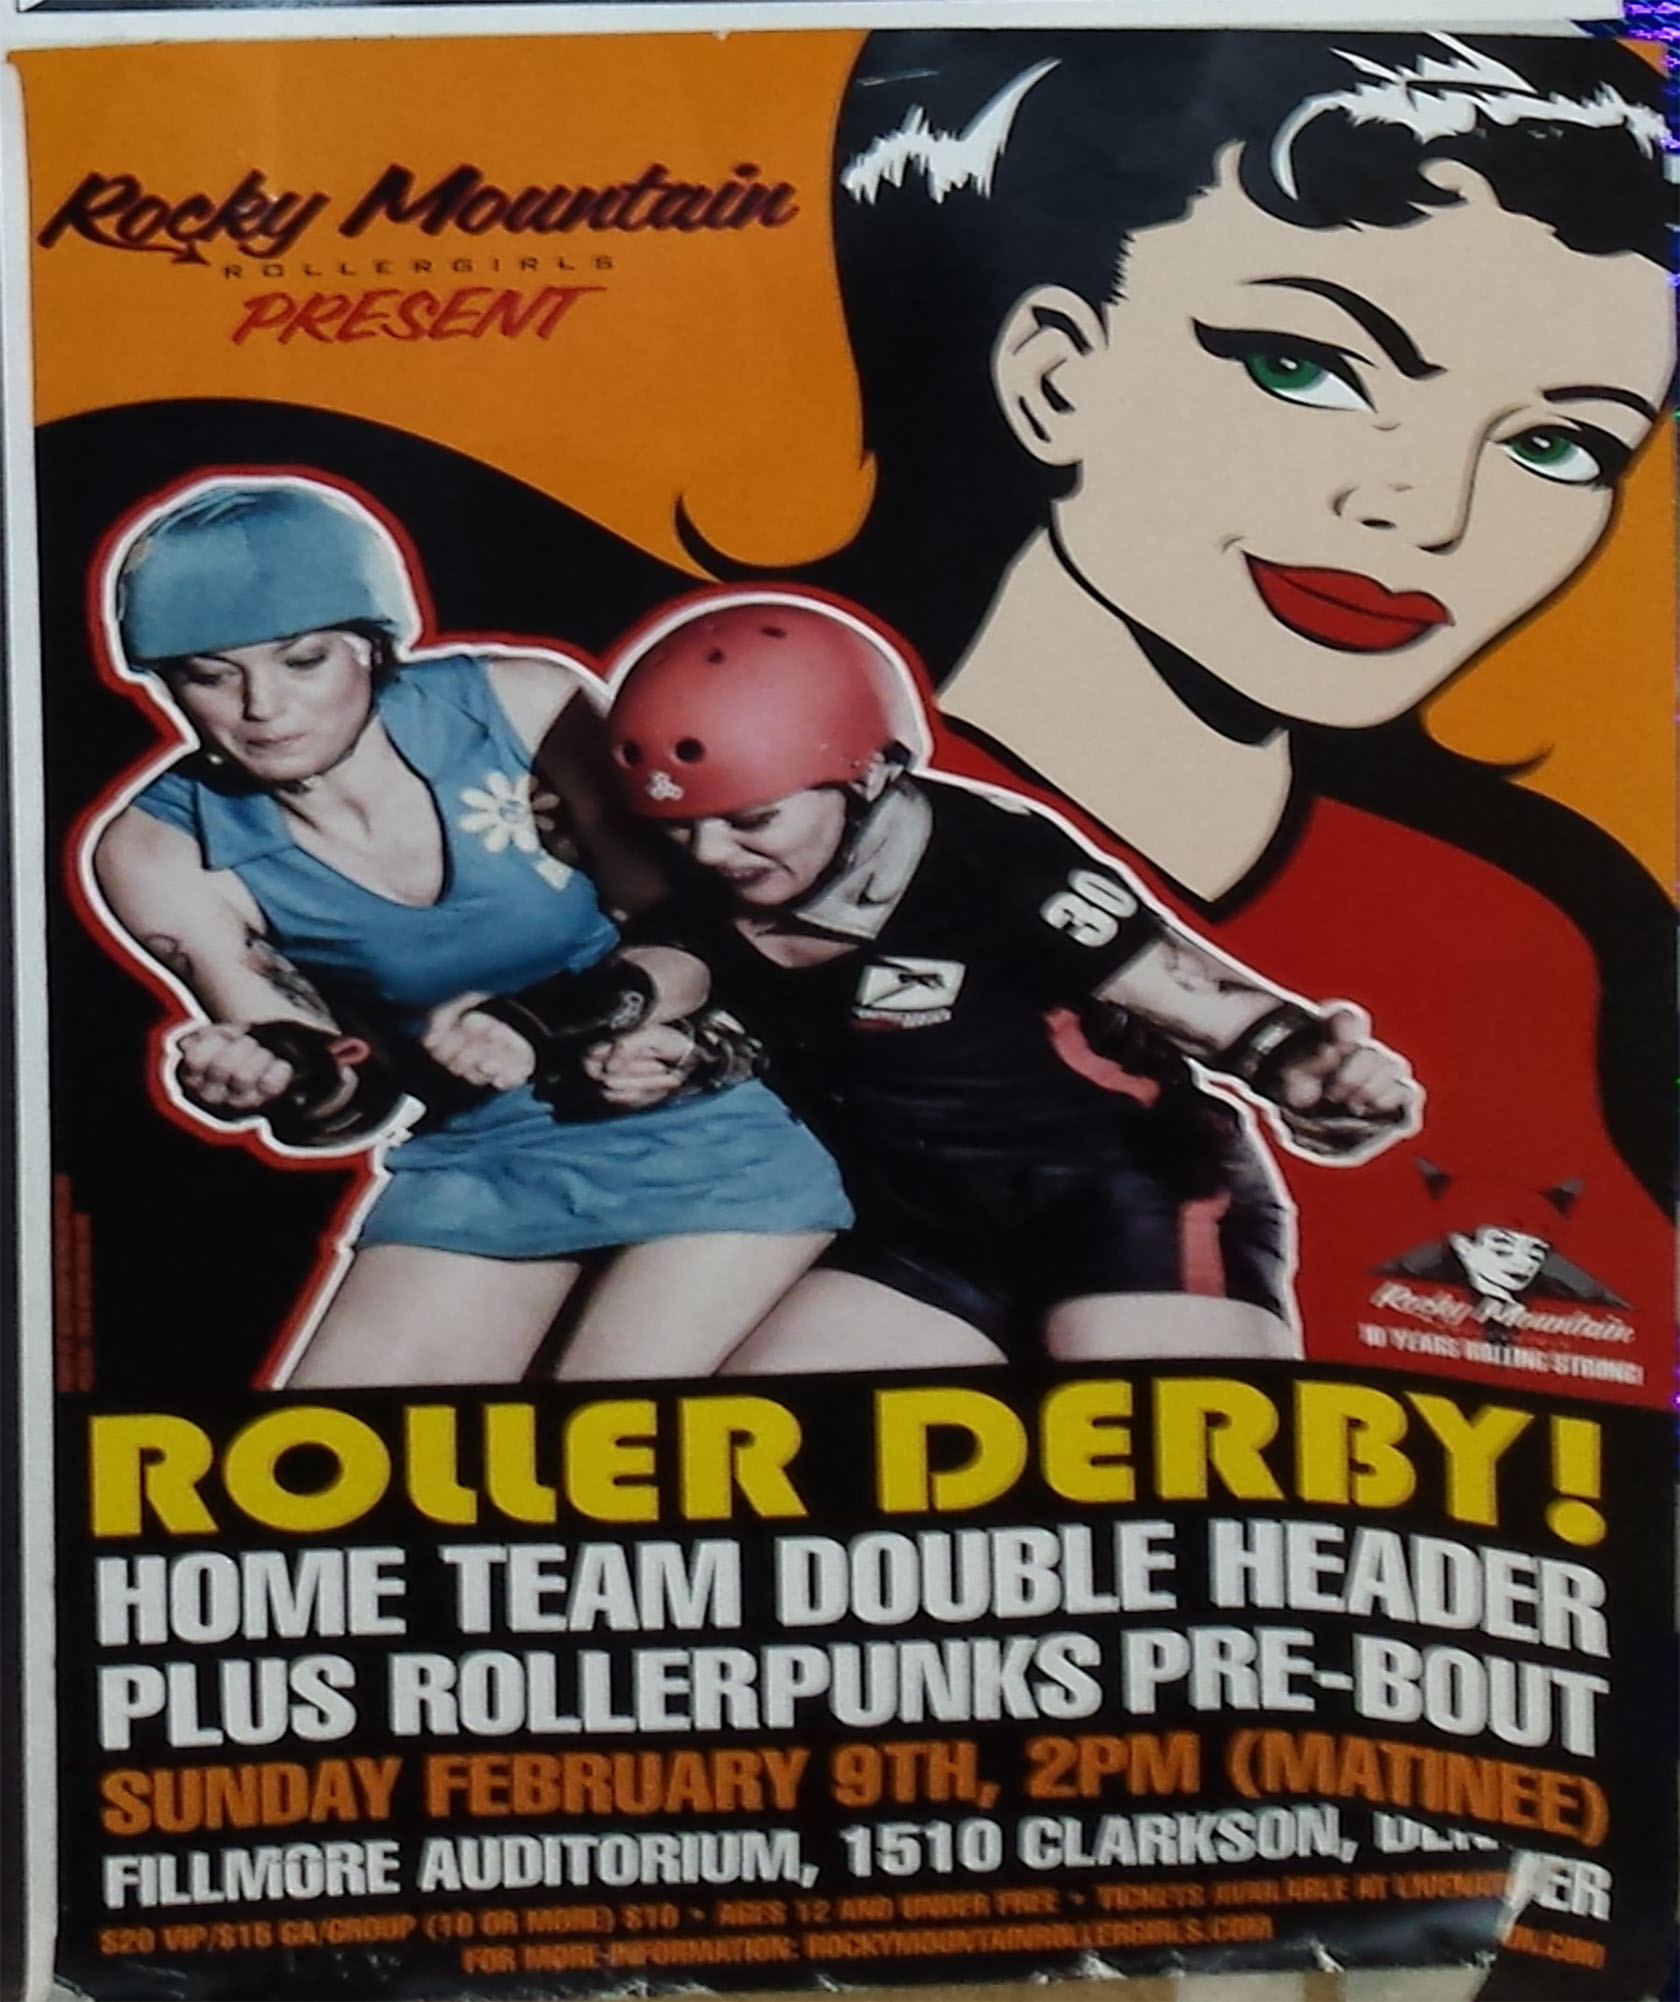 Rocky Mountain
ROLLERGIRLS
PRESENT
30
Rocky Mountain
10 YEARS ROLLING STRONG!
ROLLER DERBY!
HOME TEAM DOUBLE HEADER
PLUS ROLLERPUNKS PRE-BOUT
SUNDAY FEBRUARY 9TH, 2PM (MATINEE)
FILLMORE AUDITORIUM, 1510 CLARKSON, DENVER
$20 VIP/$15 GA/GROUP (10 OR MORE) $10 • AGES 12 AND UNDER FREE • TICKETS AVAILABLE AT
FOR MORE INFORMATION: ROCKYMOUNTAINROLLERGIRLS.COM